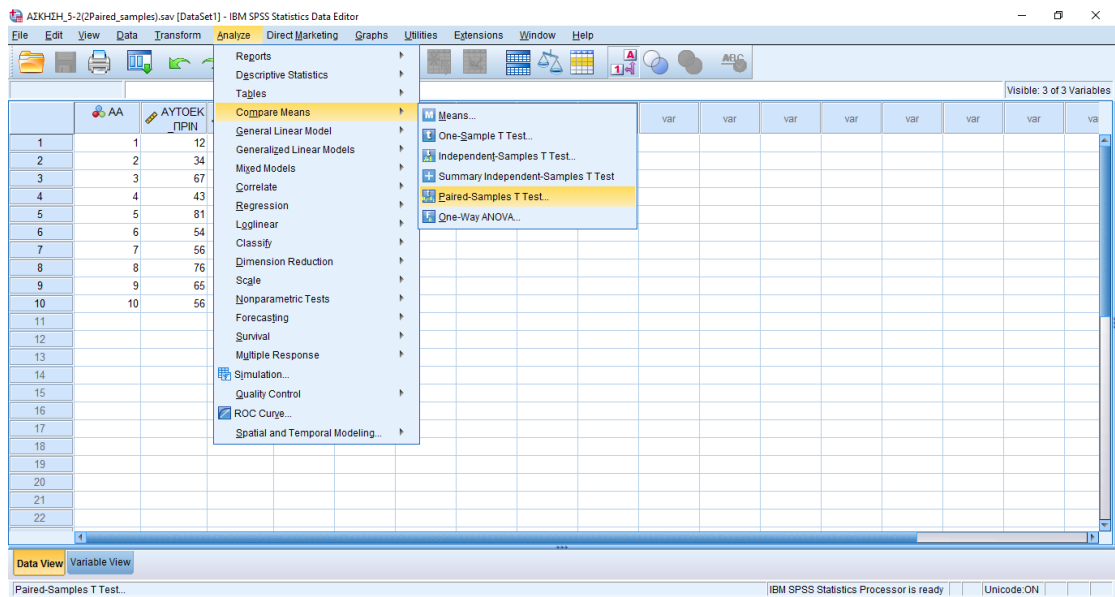 ΑΣΚΗΣΗ_5-2(2Paired_samples).sav [DataSet1] - IBM SPSS Statistics Data Editor
File Edit View Data Transform Analyze Direct Marketing Graphs Utilities Extensions Window Help
Visible: 3 of 3 Variables
AA ΑΥΤΟΕΚ_ΠΡΙΝ var var var var var var var va
1 1 12
2 2 34
3 3 67
4 4 43
5 5 81
6 6 54
7 7 56
8 8 76
9 9 65
10 10 56
11
12
13
14
15
16
17
18
19
20
21
22
Reports
Descriptive Statistics
Tables
Compare Means
General Linear Model
Generalized Linear Models
Mixed Models
Correlate
Regression
Loglinear
Classify
Dimension Reduction
Scale
Nonparametric Tests
Forecasting
Survival
Multiple Response
Simulation...
Quality Control
ROC Curve...
Spatial and Temporal Modeling...
Means...
One-Sample T Test...
Independent-Samples T Test...
Summary Independent-Samples T Test
Paired-Samples T Test...
One-Way ANOVA...
Data View Variable View
Paired-Samples T Test... IBM SPSS Statistics Processor is ready Unicode:ON